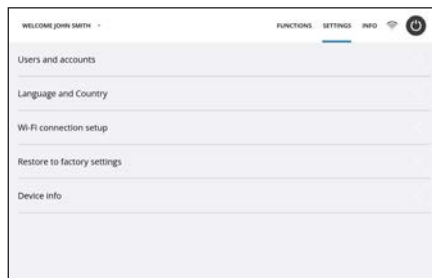 WELCOME JOHN SMITH
FUNCTIONS SETTINGS INFO
Users and accounts
Language and Country
Wi-Fi connection setup
Restore to factory settings
Device info